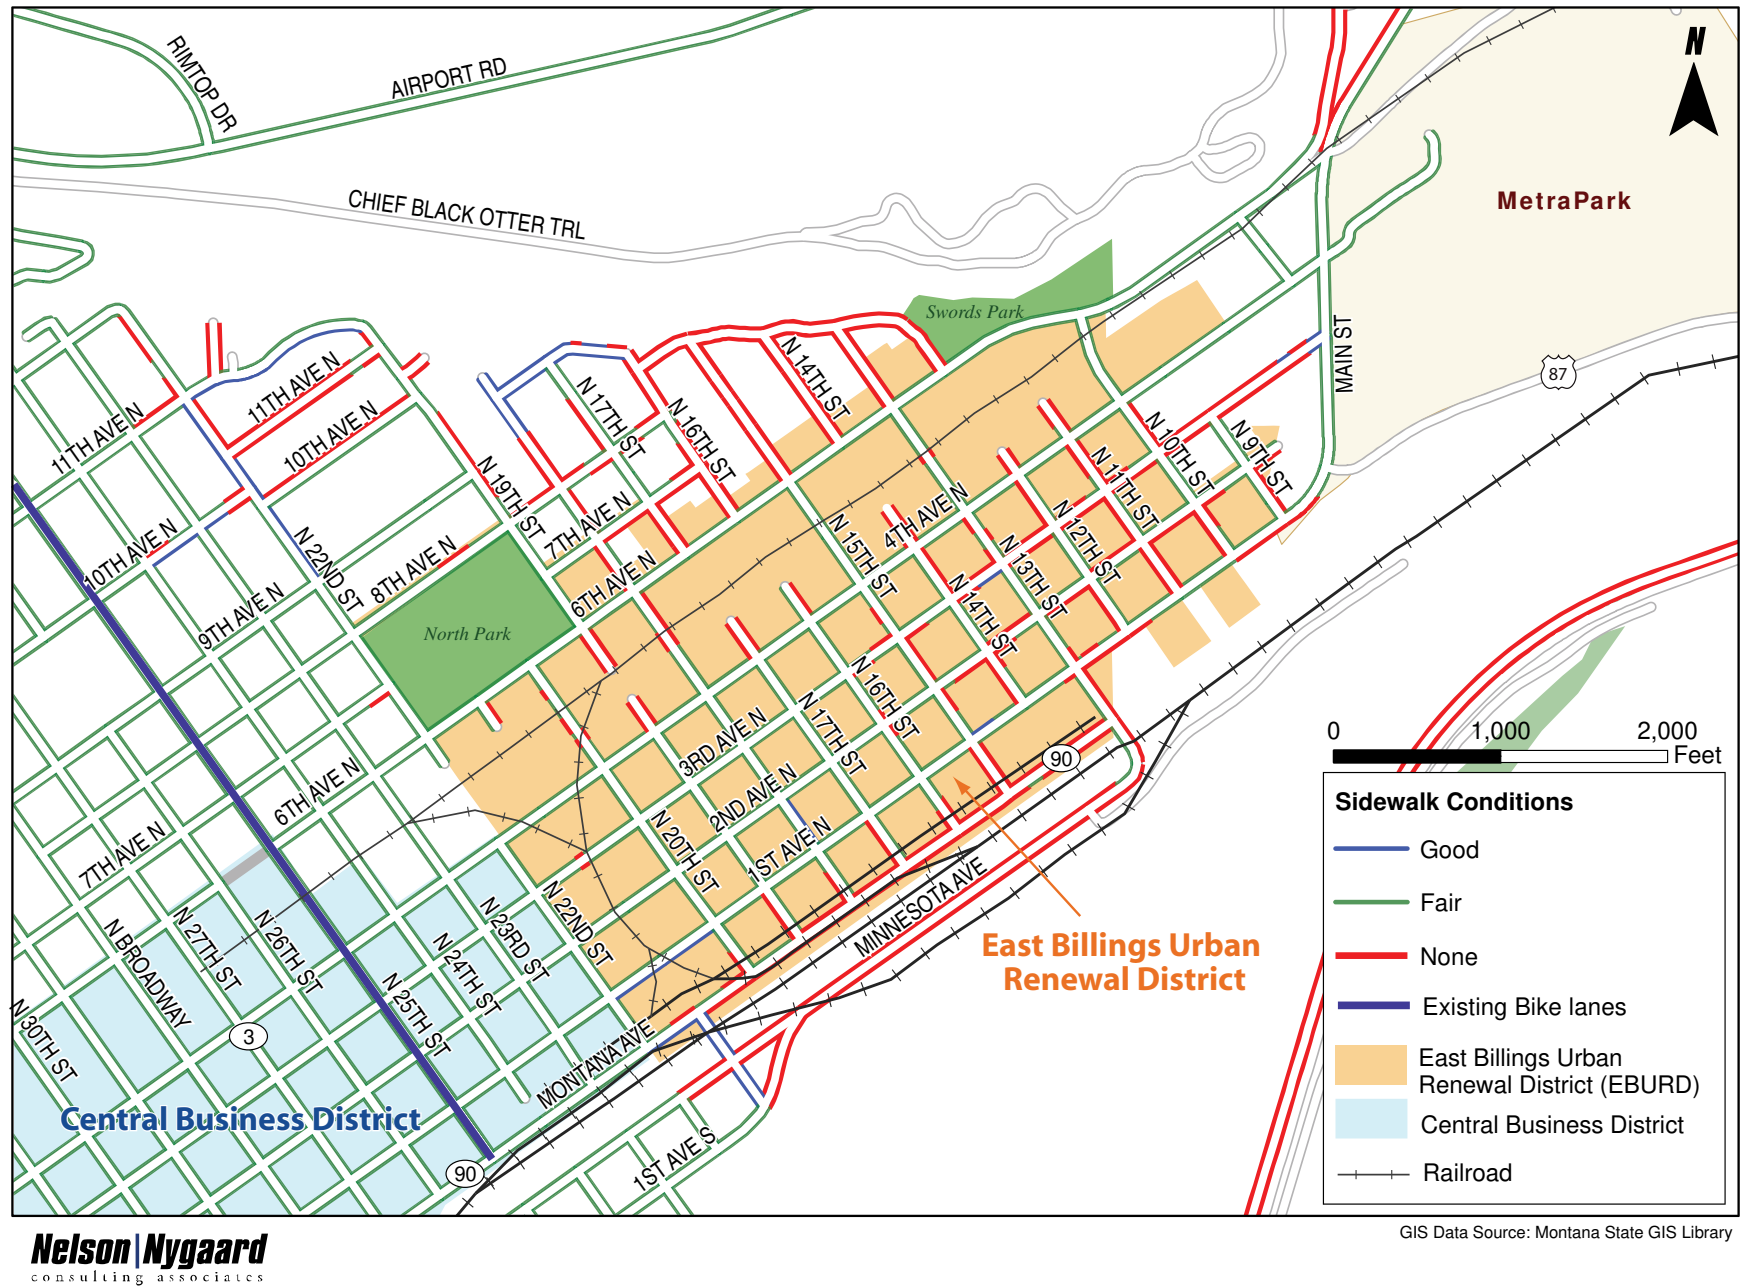 RIMTOP DR
AIRPORT RD
N
CHIEF BLACK OTTER TRL
MetraPark
Swords Park
MAIN ST
87
11TH AVE N
11TH AVE N
10TH AVE N
10TH AVE N
N 14TH ST
N 17TH ST
N 16TH ST
N 19TH ST
7TH AVE N
N 10TH ST
N 9TH ST
N 11TH ST
N 12TH ST
4TH AVE N
N 15TH ST
N 13TH ST
N 14TH ST
N 22ND ST
8TH AVE N
9TH AVE N
6TH AVE N
North Park
N 16TH ST
N 17TH ST
3RD AVE N
2ND AVE N
1ST AVE N
N 20TH ST
90
6TH AVE N
7TH AVE N
N 22ND ST
N 23RD ST
N 24TH ST
N 25TH ST
N 26TH ST
N 27TH ST
N BROADWAY
N 30TH ST
3
MONTANA AVE
MINNESOTA AVE
1ST AVE S
90
Central Business District
East Billings Urban
Renewal District
0 1,000 2,000
Feet
Sidewalk Conditions
Good
Fair
None
Existing Bike lanes
East Billings Urban
Renewal District (EBURD)
Central Business District
Railroad
GIS Data Source: Montana State GIS Library
Nelson|Nygaard
consulting associates